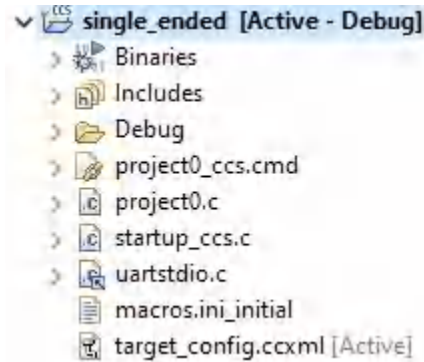 single_ended [Active - Debug]
Binaries
Includes
Debug
project0_ccs.cmd
project0.c
startup_ccs.c
uartstdio.c
macros.ini_initial
target_config.ccxml [Active]